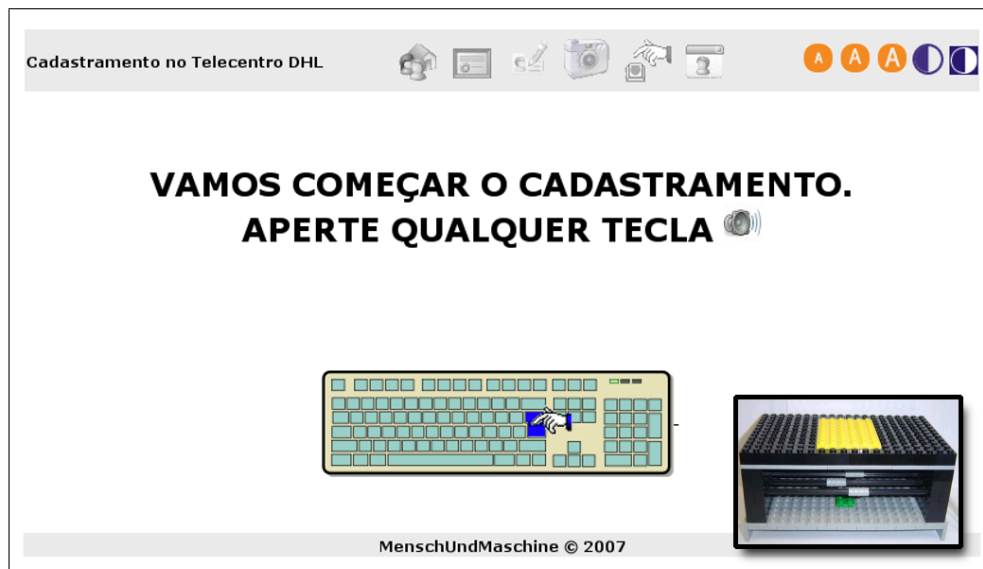 Cadastramento no Telecentro DHL
A A A
VAMOS COMEÇAR O CADASTRAMENTO.
APERTE QUALQUER TECLA
MenschUndMaschine © 2007